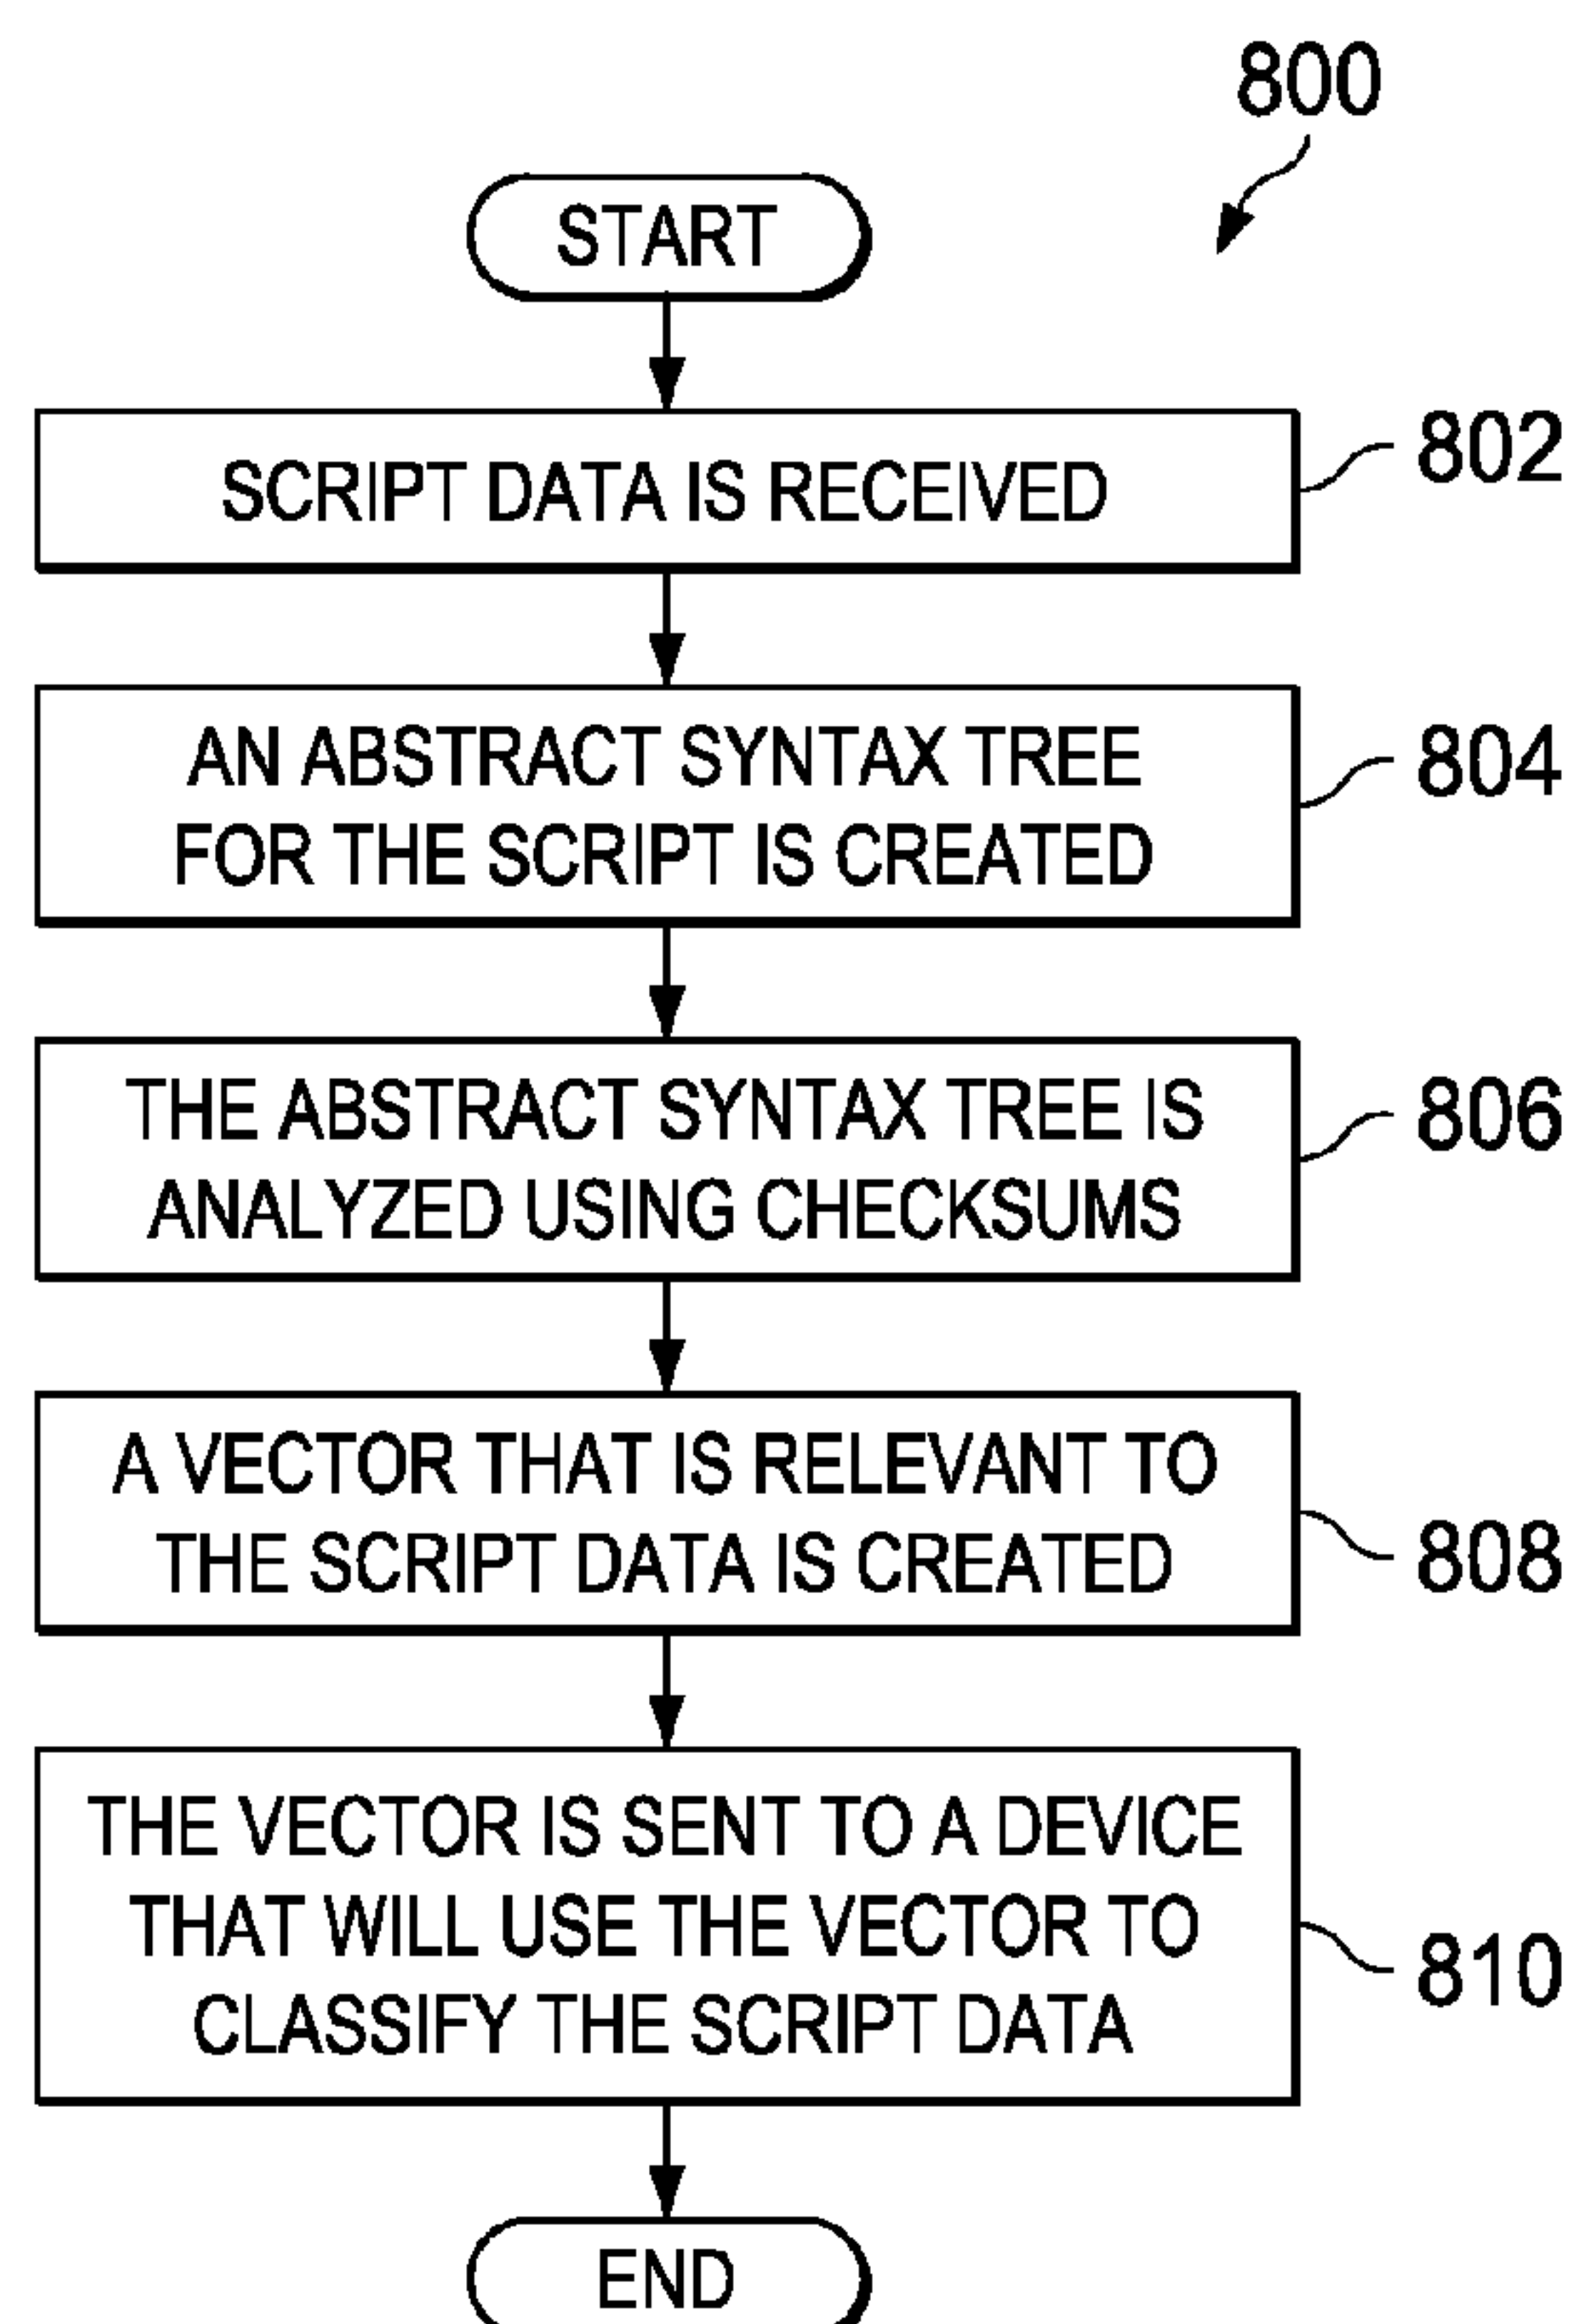 800
START
SCRIPT DATA IS RECEIVED
802
AN ABSTRACT SYNTAX TREE
FOR THE SCRIPT IS CREATED
804
THE ABSTRACT SYNTAX TREE IS
ANALYZED USING CHECKSUMS
806
A VECTOR THAT IS RELEVANT TO
THE SCRIPT DATA IS CREATED
808
THE VECTOR IS SENT TO A DEVICE
THAT WILL USE THE VECTOR TO
CLASSIFY THE SCRIPT DATA
810
END